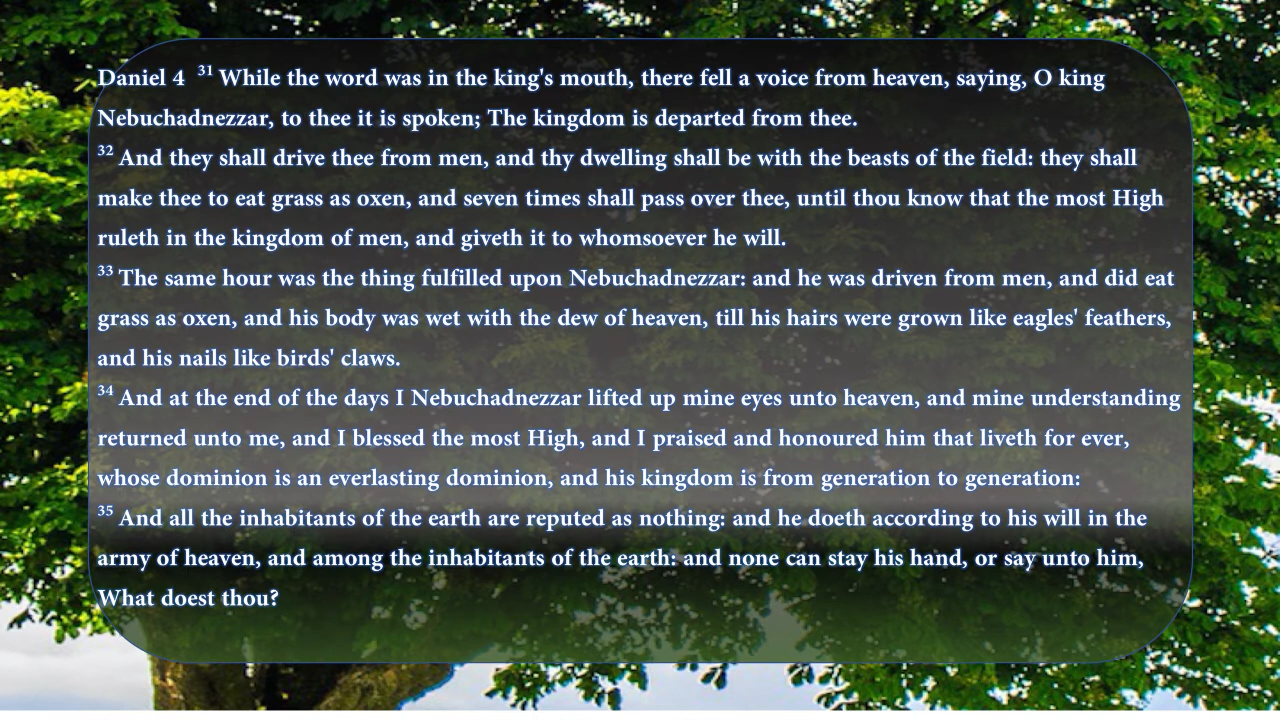 Daniel 4 31 While the word was in the king's mouth, there fell a voice from heaven, saying, O king
Nebuchadnezzar, to thee it is spoken; The kingdom is departed from thee.
32 And they shall drive thee from men, and thy dwelling shall be with the beasts of the field: they shall
make thee to eat grass as oxen, and seven times shall pass over thee, until thou know that the most High
ruleth in the kingdom of men, and giveth it to whomsoever he will.
33 The same hour was the thing fulfilled upon Nebuchadnezzar: and he was driven from men, and did eat
grass as oxen, and his body was wet with the dew of heaven, till his hairs were grown like eagles' feathers,
and his nails like birds' claws.
34 And at the end of the days I Nebuchadnezzar lifted up mine eyes unto heaven, and mine understanding
returned unto me, and I blessed the most High, and I praised and honoured him that liveth for ever,
whose dominion is an everlasting dominion, and his kingdom is from generation to generation:
35 And all the inhabitants of the earth are reputed as nothing: and he doeth according to his will in the
army of heaven, and among the inhabitants of the earth: and none can stay his hand, or say unto him,
What doest thou?